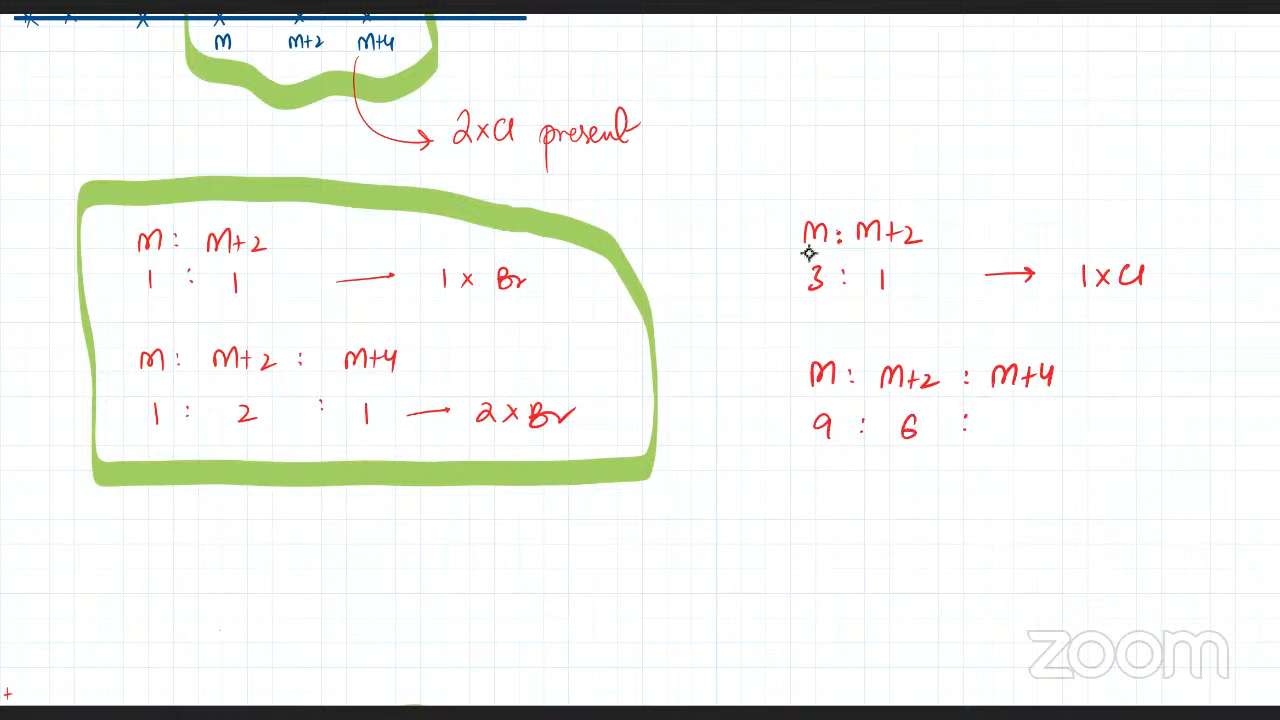 M M+2 M+4
2×Cl present
M : M+2
1 : 1 → 1 × Br
M : M+2 : M+4
1 : 2 : 1 → 2 × Br
M : M+2
3 : 1 → 1 × Cl
M : M+2 : M+4
9 : 6 :
zoom